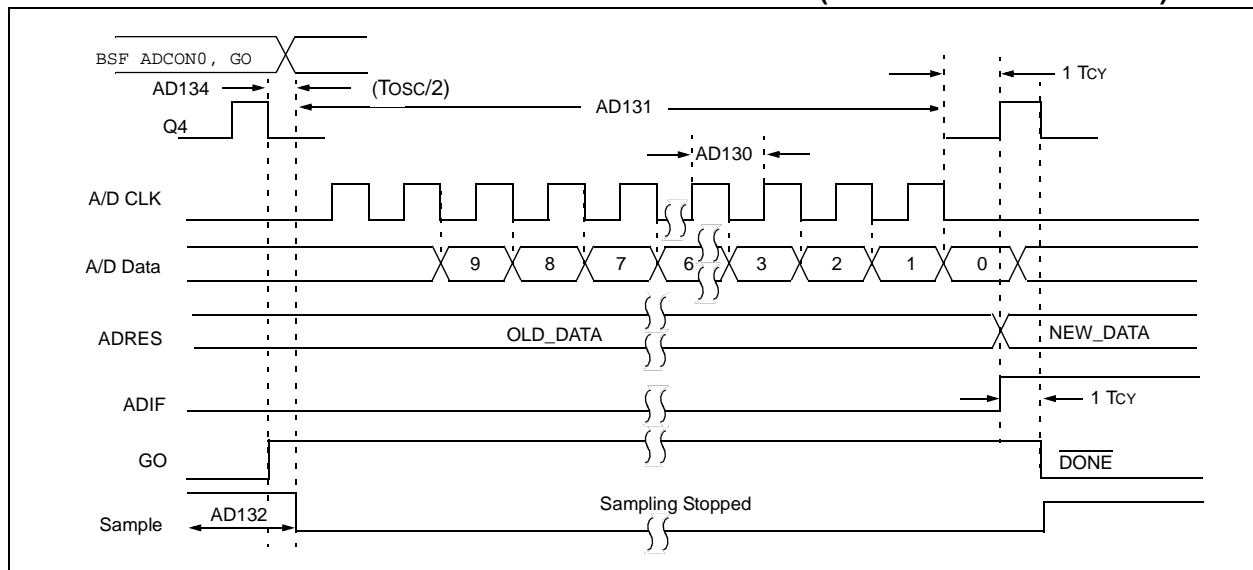 BSF ADCON0, GO
AD134
(TOSC/2)
1 TCY
AD131
Q4
AD130
A/D CLK
A/D Data
9
8
7
6
3
2
1
0
ADRES
OLD_DATA
NEW_DATA
ADIF
1 TCY
GO
DONE
Sampling Stopped
AD132
Sample